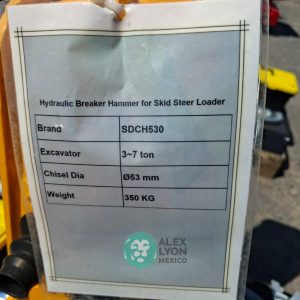 Hydraulic Breaker Hammer for Skid Steer Loader
Brand SDCH530
Excavator 3~7 ton
Chisel Dia Ø53 mm
Weight 350 KG
ALEX
LYON
MÉXICO